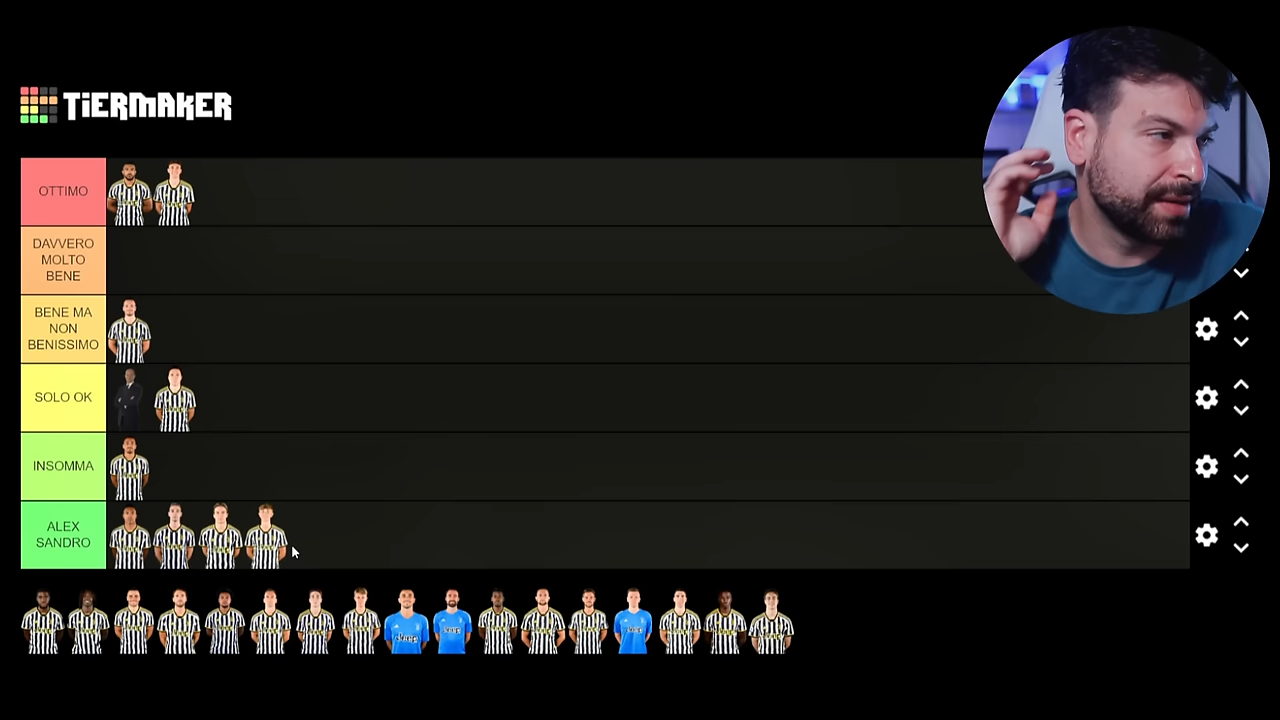 TiERMAKER
OTTIMO
DAVVERO
MOLTO
BENE
BENE MA
NON
BENISSIMO
SOLO OK
INSOMMA
ALEX
SANDRO